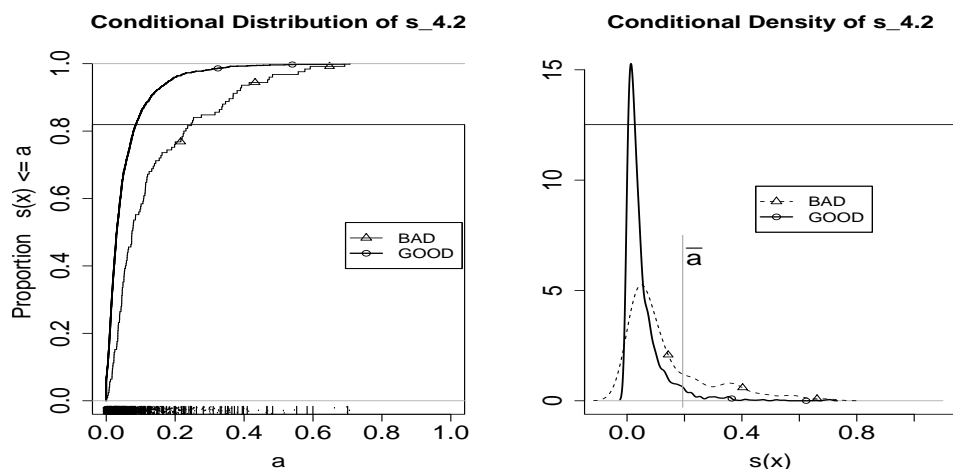 Conditional Distribution of s_4.2
Proportion s(x) <= a
1.0
0.8
0.6
0.4
0.2
0.0
BAD
GOOD
0.0 0.2 0.4 0.6 0.8 1.0
a
Conditional Density of s_4.2
15
10
5
0
BAD
GOOD
a
0.0 0.4 0.8
s(x)